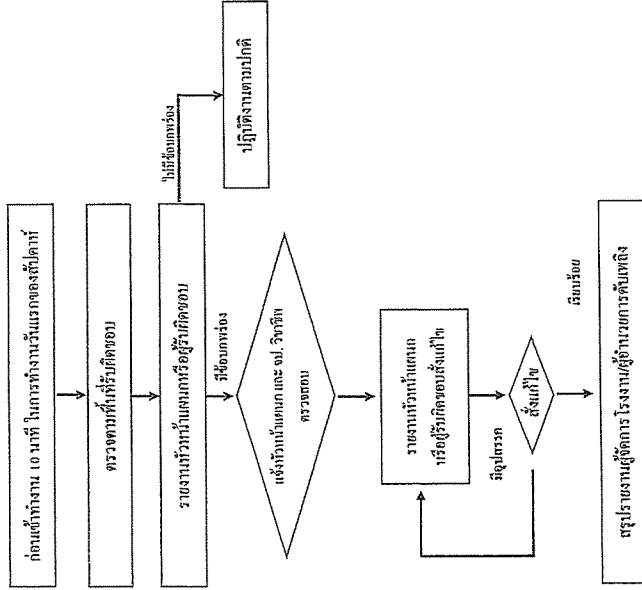 ก่อนเข้าทำงาน 10 นาที ในการทำงานวันแรกของสัปดาห์
ตรวจตามพื้นที่รับผิดชอบ
รายงานหัวหน้าแผนกหรือผู้รับผิดชอบ
ไม่มีข้อบกพร่อง
ปฏิบัติงานตามปกติ
มีข้อบกพร่อง
แจ้งหัวหน้าแผนก และ จป. วิชาชีพ
ตรวจสอบ
รายงานหัวหน้าแผนก
หรือผู้รับผิดชอบสั่งแก้ไข
มีอุปสรรค
สั่งแก้ไข
เรียบร้อย
สรุปรายงานผู้จัดการโรงงาน/ผู้อำนวยการดับเพลิง